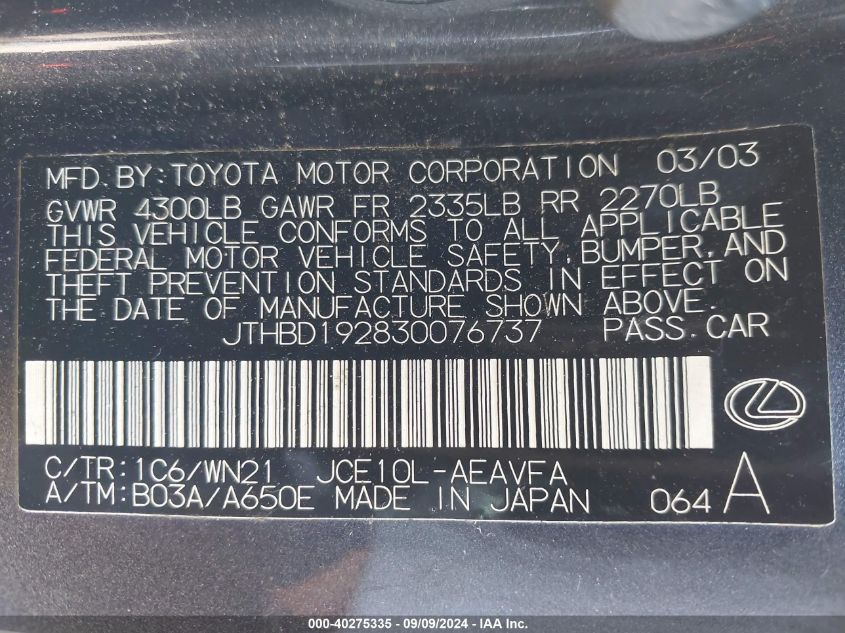 MFD. BY: TOYOTA MOTOR CORPORATION 03/03
GVWR 4300LB GAWR FR 2335LB RR 2270LB
THIS VEHICLE CONFORMS TO ALL APPLICABLE
FEDERAL MOTOR VEHICLE SAFETY, BUMPER, AND
THEFT PREVENTION STANDARDS IN EFFECT ON
THE DATE OF MANUFACTURE SHOWN ABOVE.
JTHBD192830076737 PASS. CAR
C/TR: 1C6/WN21 JCE10L-AEAVFA
A/TM: B03A/A650E MADE IN JAPAN 064 A
000-40275335 - 09/09/2024 - IAA Inc.